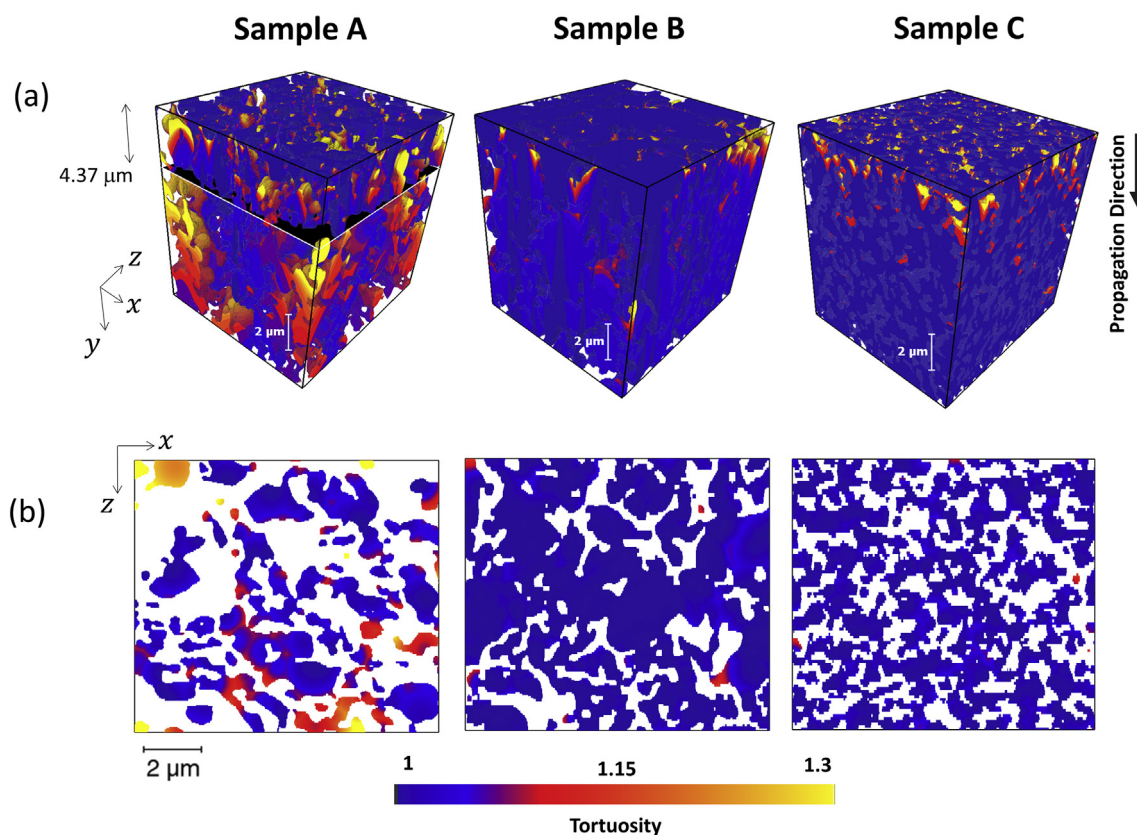 Sample A
Sample B
Sample C
(a)
4.37 μm
z
x
y
2 μm
2 μm
2 μm
Propagation Direction
x
z
(b)
2 μm
1
1.15
1.3
Tortuosity